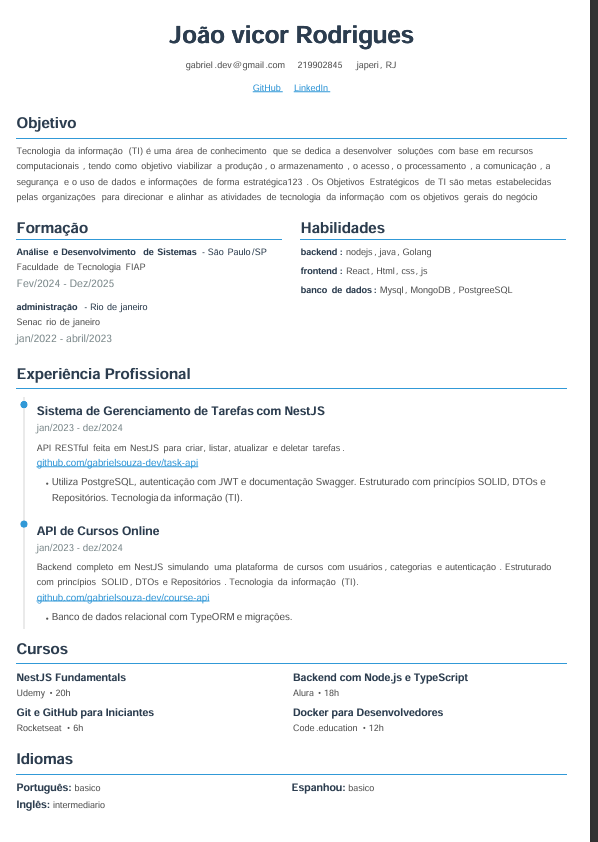 João vicor Rodrigues
gabriel.dev@gmail.com 219902845 japeri, RJ
GitHub LinkedIn
Objetivo
Tecnologia da informação (TI) é uma área de conhecimento que se dedica a desenvolver soluções com base em recursos
computacionais, tendo como objetivo viabilizar a produção, o armazenamento, o acesso, o processamento, a comunicação, a
segurança e o uso de dados e informações de forma estratégica123. Os Objetivos Estratégicos de TI são metas estabelecidas
pelas organizações para direcionar e alinhar as atividades de tecnologia da informação com os objetivos gerais do negócio
Formação
Análise e Desenvolvimento de Sistemas - São Paulo/SP
Faculdade de Tecnologia FIAP
Fev/2024 - Dez/2025
administração - Rio de janeiro
Senac rio de janeiro
jan/2022 - abril/2023
Habilidades
backend: nodejs, java, Golang
frontend: React, Html, css, js
banco de dados: Mysql, MongoDB, PostgreSQL
Experiência Profissional
Sistema de Gerenciamento de Tarefas com NestJS
jan/2023 - dez/2024
API RESTful feita em NestJS para criar, listar, atualizar e deletar tarefas.
github.com/gabrielsouza-dev/task-api
• Utiliza PostgreSQL, autenticação com JWT e documentação Swagger. Estruturado com princípios SOLID, DTOs e
Repositórios. Tecnologia da informação (TI).
API de Cursos Online
jan/2023 - dez/2024
Backend completo em NestJS simulando uma plataforma de cursos com usuários, categorias e autenticação. Estruturado
com princípios SOLID, DTOs e Repositórios. Tecnologia da informação (TI).
github.com/gabrielsouza-dev/course-api
• Banco de dados relacional com TypeORM e migrações.
Cursos
NestJS Fundamentals
Udemy • 20h
Backend com Node.js e TypeScript
Alura • 18h
Git e GitHub para Iniciantes
Rocketseat • 6h
Docker para Desenvolvedores
Code.education • 12h
Idiomas
Português: basico
Espanhou: basico
Inglês: intermediario